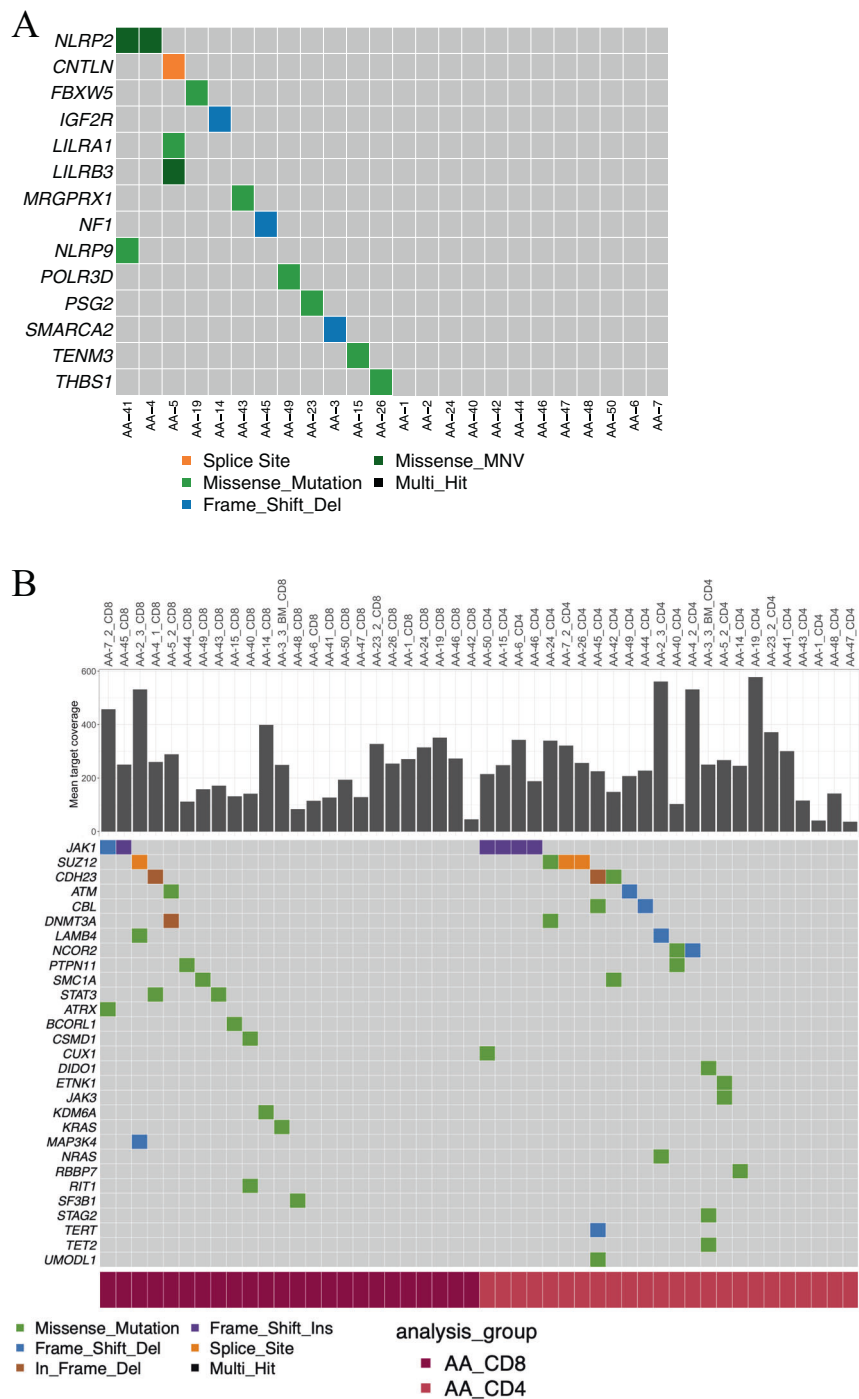 A
NLRP2
CNTLN
FBXW5
IGF2R
LILRA1
LILRB3
MRGPRX1
NF1
NLRP9
POLR3D
PSG2
SMARCA2
TENM3
THBS1
AA−41
AA−4
AA−5
AA−19
AA−14
AA−43
AA−45
AA−49
AA−23
AA−3
AA−15
AA−26
AA−1
AA−2
AA−24
AA−40
AA−42
AA−44
AA−46
AA−47
AA−48
AA−50
AA−6
AA−7
Splice Site
Missense_Mutation
Frame_Shift_Del
Missense_MNV
Multi_Hit
B
AA-7_2_CD8
AA-45_CD8
AA-2_3_CD8
AA-4_1_CD8
AA-5_2_CD8
AA-44_CD8
AA-49_CD8
AA-43_CD8
AA-15_CD8
AA-40_CD8
AA-14_CD8
AA-3_3_BM_CD8
AA-48_CD8
AA-6_CD8
AA-41_CD8
AA-50_CD8
AA-47_CD8
AA-23_2_CD8
AA-26_CD8
AA-1_CD8
AA-24_CD8
AA-19_CD8
AA-46_CD8
AA-42_CD8
AA-50_CD4
AA-15_CD4
AA-6_CD4
AA-46_CD4
AA-24_CD4
AA-7_2_CD4
AA-26_CD4
AA-45_CD4
AA-42_CD4
AA-49_CD4
AA-44_CD4
AA-2_3_CD4
AA-40_CD4
AA-4_2_CD4
AA-3_3_BM_CD4
AA-5_2_CD4
AA-14_CD4
AA-19_CD4
AA-23_2_CD4
AA-41_CD4
AA-43_CD4
AA-1_CD4
AA-48_CD4
AA-47_CD4
Mean target coverage
600
400
200
0
JAK1
SUZ12
CDH23
ATM
CBL
DNMT3A
LAMB4
NCOR2
PTPN11
SMC1A
STAT3
ATRX
BCORL1
CSMD1
CUX1
DIDO1
ETNK1
JAK3
KDM6A
KRAS
MAP3K4
NRAS
RBBP7
RIT1
SF3B1
STAG2
TERT
TET2
UMODL1
Missense_Mutation
Frame_Shift_Del
In_Frame_Del
Frame_Shift_Ins
Splice_Site
Multi_Hit
analysis_group
AA_CD8
AA_CD4